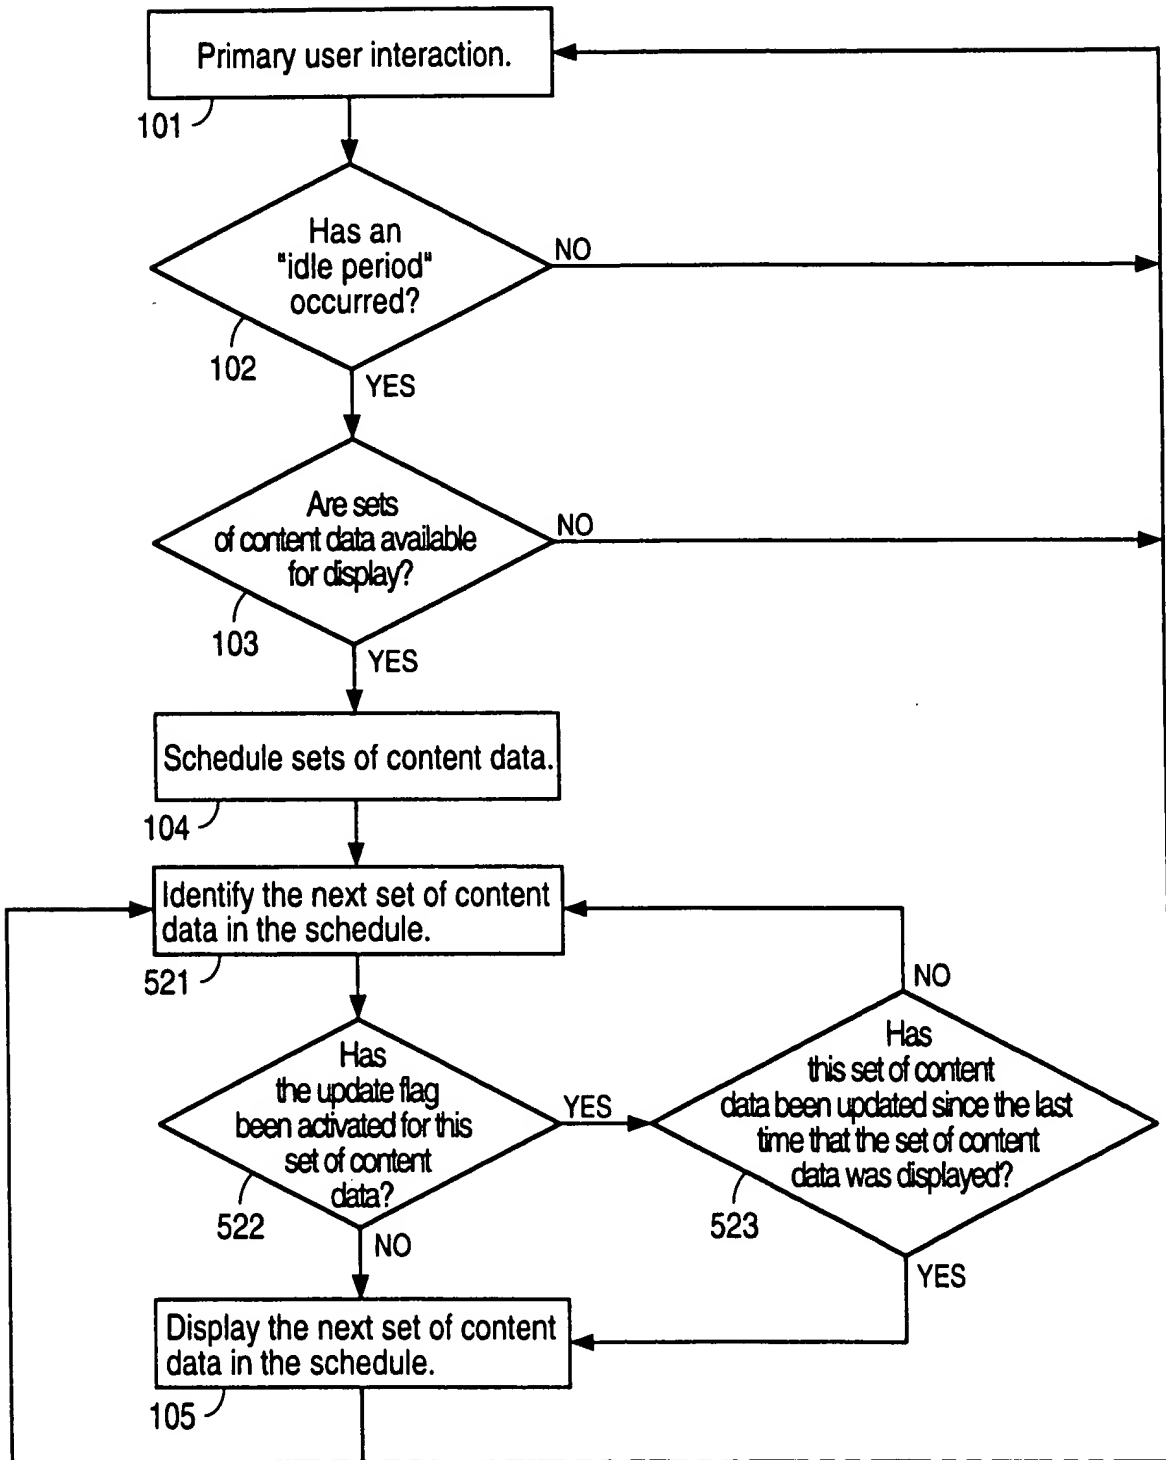 Primary user interaction.
101
Has an
"idle period"
occurred?
NO
102
YES
Are sets
of content data available
for display?
NO
103
YES
Schedule sets of content data.
104
Identify the next set of content
data in the schedule.
521
NO
Has
the update flag
been activated for this
set of content
data?
YES
522
NO
Has
this set of content
data been updated since the last
time that the set of content
data was displayed?
523
YES
Display the next set of content
data in the schedule.
105